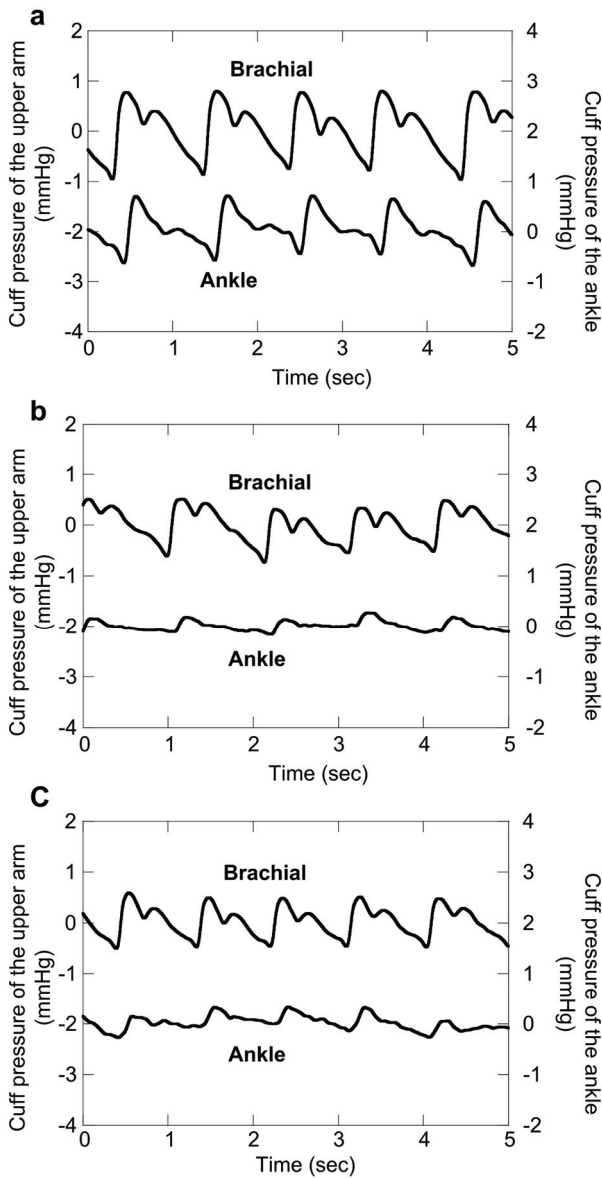 a
Cuff pressure of the upper arm
(mmHg)
2
1
0
-1
-2
-3
-4
Brachial
Ankle
4
3
2
1
0
-1
-2
Cuff pressure of the ankle
(mmHg)
0 1 2 3 4 5
Time (sec)
b
Cuff pressure of the upper arm
(mmHg)
2
1
0
-1
-2
-3
-4
Brachial
Ankle
4
3
2
1
0
-1
-2
Cuff pressure of the ankle
(mmHg)
0 1 2 3 4 5
Time (sec)
C
Cuff pressure of the upper arm
(mmHg)
2
1
0
-1
-2
-3
-4
Brachial
Ankle
4
3
2
1
0
-1
-2
Cuff pressure of the ankle
(mmHg)
0 1 2 3 4 5
Time (sec)